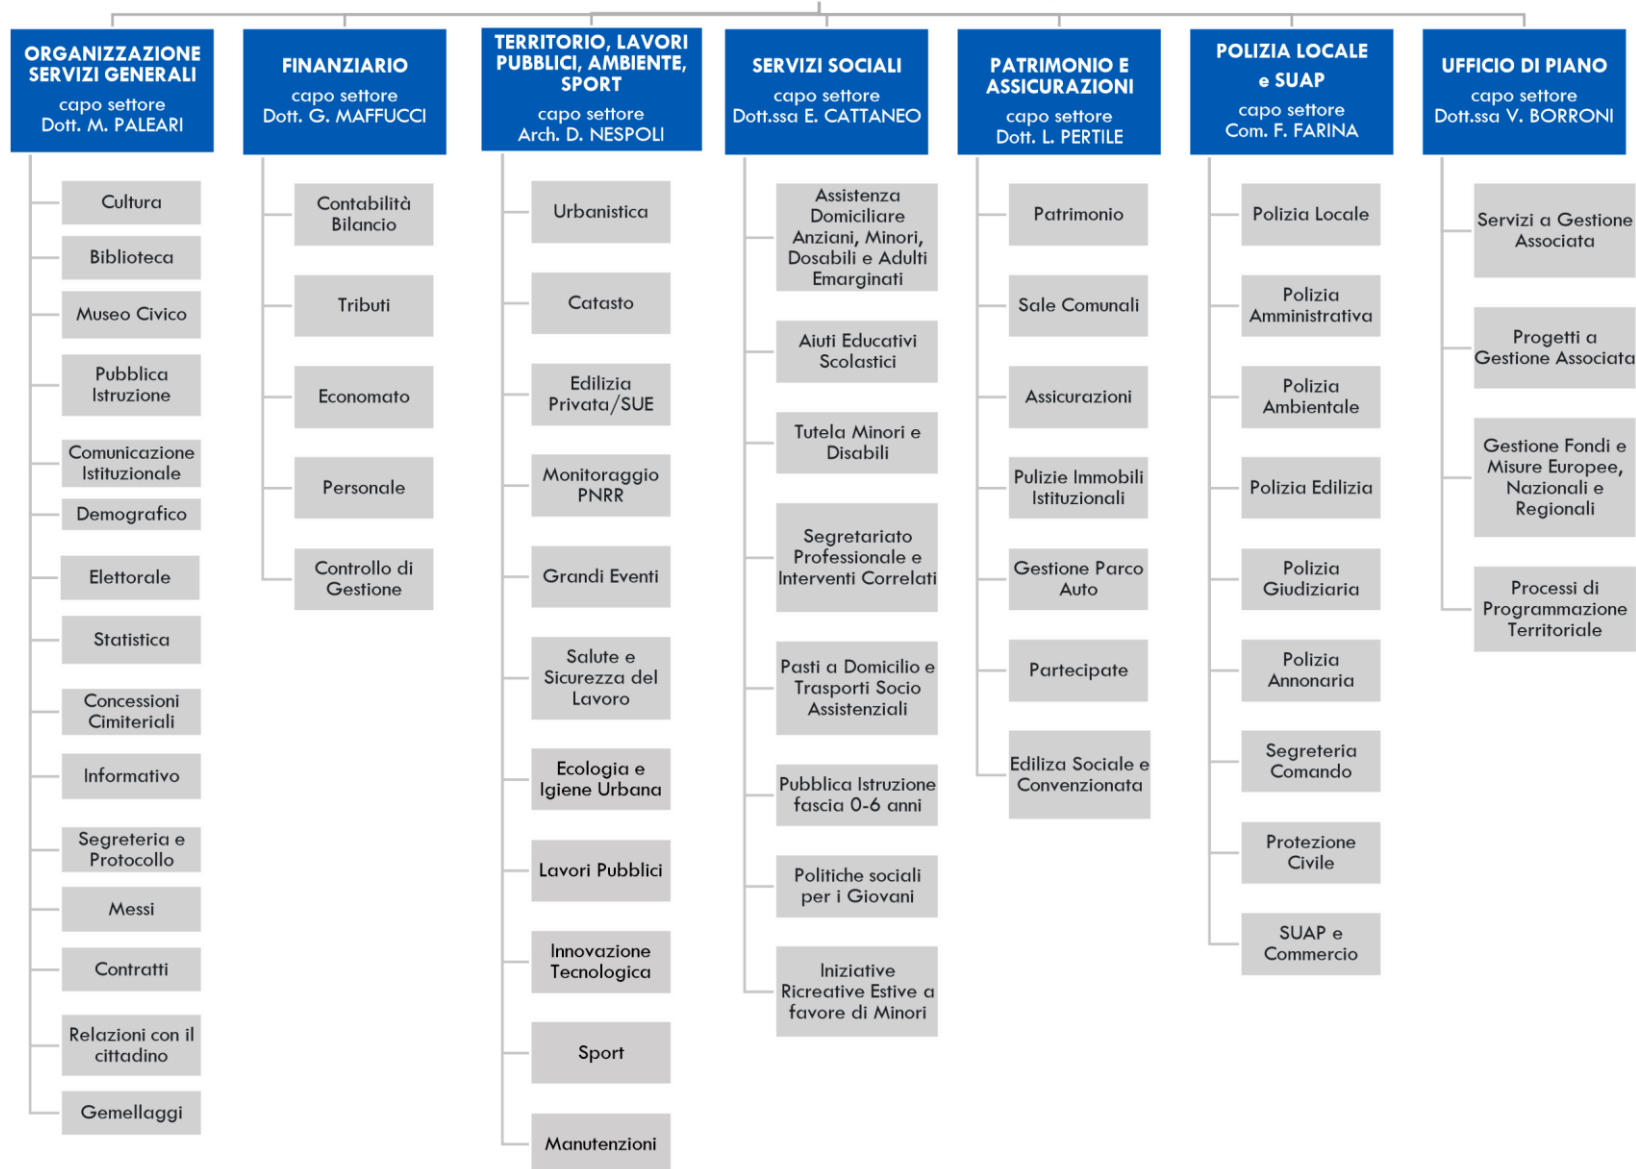 ORGANIZZAZIONE
SERVIZI GENERALI
capo settore
Dott. M. PALEARI
Cultura
Biblioteca
Museo Civico
Pubblica
Istruzione
Comunicazione
Istituzionale
Demografico
Elettorale
Statistica
Concessioni
Cimiteriali
Informativo
Segreteria e
Protocollo
Messi
Contratti
Relazioni con il
cittadino
Gemellaggi
FINANZIARIO
capo settore
Dott. G. MAFFUCCI
Contabilità
Bilancio
Tributi
Economato
Personale
Controllo di
Gestione
TERRITORIO, LAVORI
PUBBLICI, AMBIENTE,
SPORT
capo settore
Arch. D. NESPOLI
Urbanistica
Catasto
Edilizia
Privata/SUE
Monitoraggio
PNRR
Grandi Eventi
Salute e
Sicurezza del
Lavoro
Ecologia e
Igiene Urbana
Lavori Pubblici
Innovazione
Tecnologica
Sport
Manutenzioni
SERVIZI SOCIALI
capo settore
Dott.ssa E. CATTANEO
Assistenza
Domiciliare
Anziani, Minori,
Dosabili e Adulti
Emarginati
Aiuti Educativi
Scolastici
Tutela Minori e
Disabili
Segretariato
Professionale e
Interventi Correlati
Pasti a Domicilio e
Trasporti Socio
Assistenziali
Pubblica Istruzione
fascia 0-6 anni
Politiche sociali
per i Giovani
Iniziative
Ricreative Estive a
favore di Minori
PATRIMONIO E
ASSICURAZIONI
capo settore
Dott. L. PERTILE
Patrimonio
Sale Comunali
Assicurazioni
Pulizie Immobili
Istituzionali
Gestione Parco
Auto
Partecipate
Ediliza Sociale e
Convenzionata
POLIZIA LOCALE
e SUAP
capo settore
Com. F. FARINA
Polizia Locale
Polizia
Amministrativa
Polizia
Ambientale
Polizia Edilizia
Polizia
Giudiziaria
Polizia
Annonaria
Segreteria
Comando
Protezione
Civile
SUAP e
Commercio
UFFICIO DI PIANO
capo settore
Dott.ssa V. BORRONI
Servizi a Gestione
Associata
Progetti a
Gestione Associata
Gestione Fondi e
Misure Europee,
Nazionali e
Regionali
Processi di
Programmazione
Territoriale